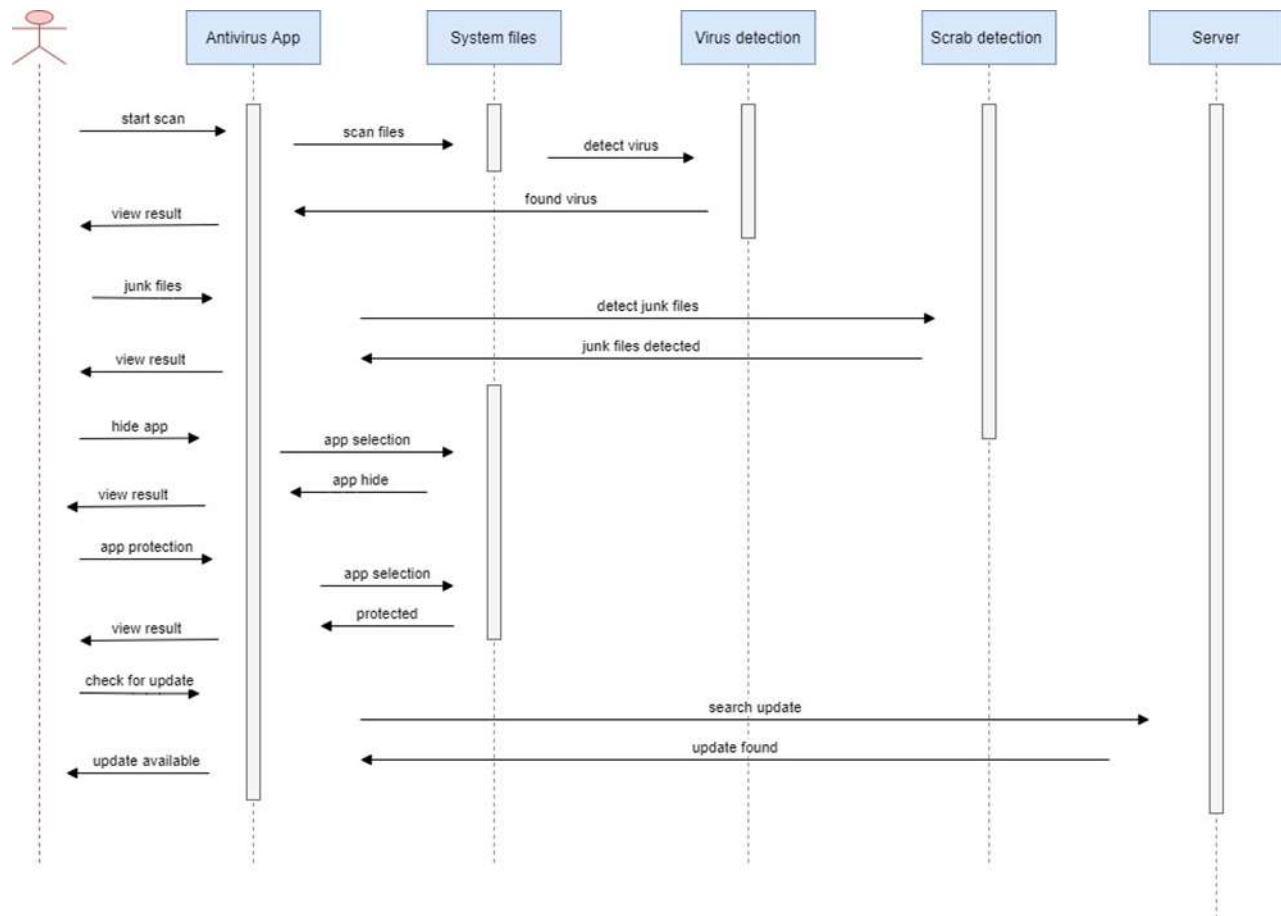 Antivirus App
System files
Virus detection
Scrab detection
Server
start scan
scan files
detect virus
found virus
view result
junk files
detect junk files
junk files detected
view result
hide app
app selection
app hide
view result
app protection
app selection
protected
view result
check for update
search update
update found
update available